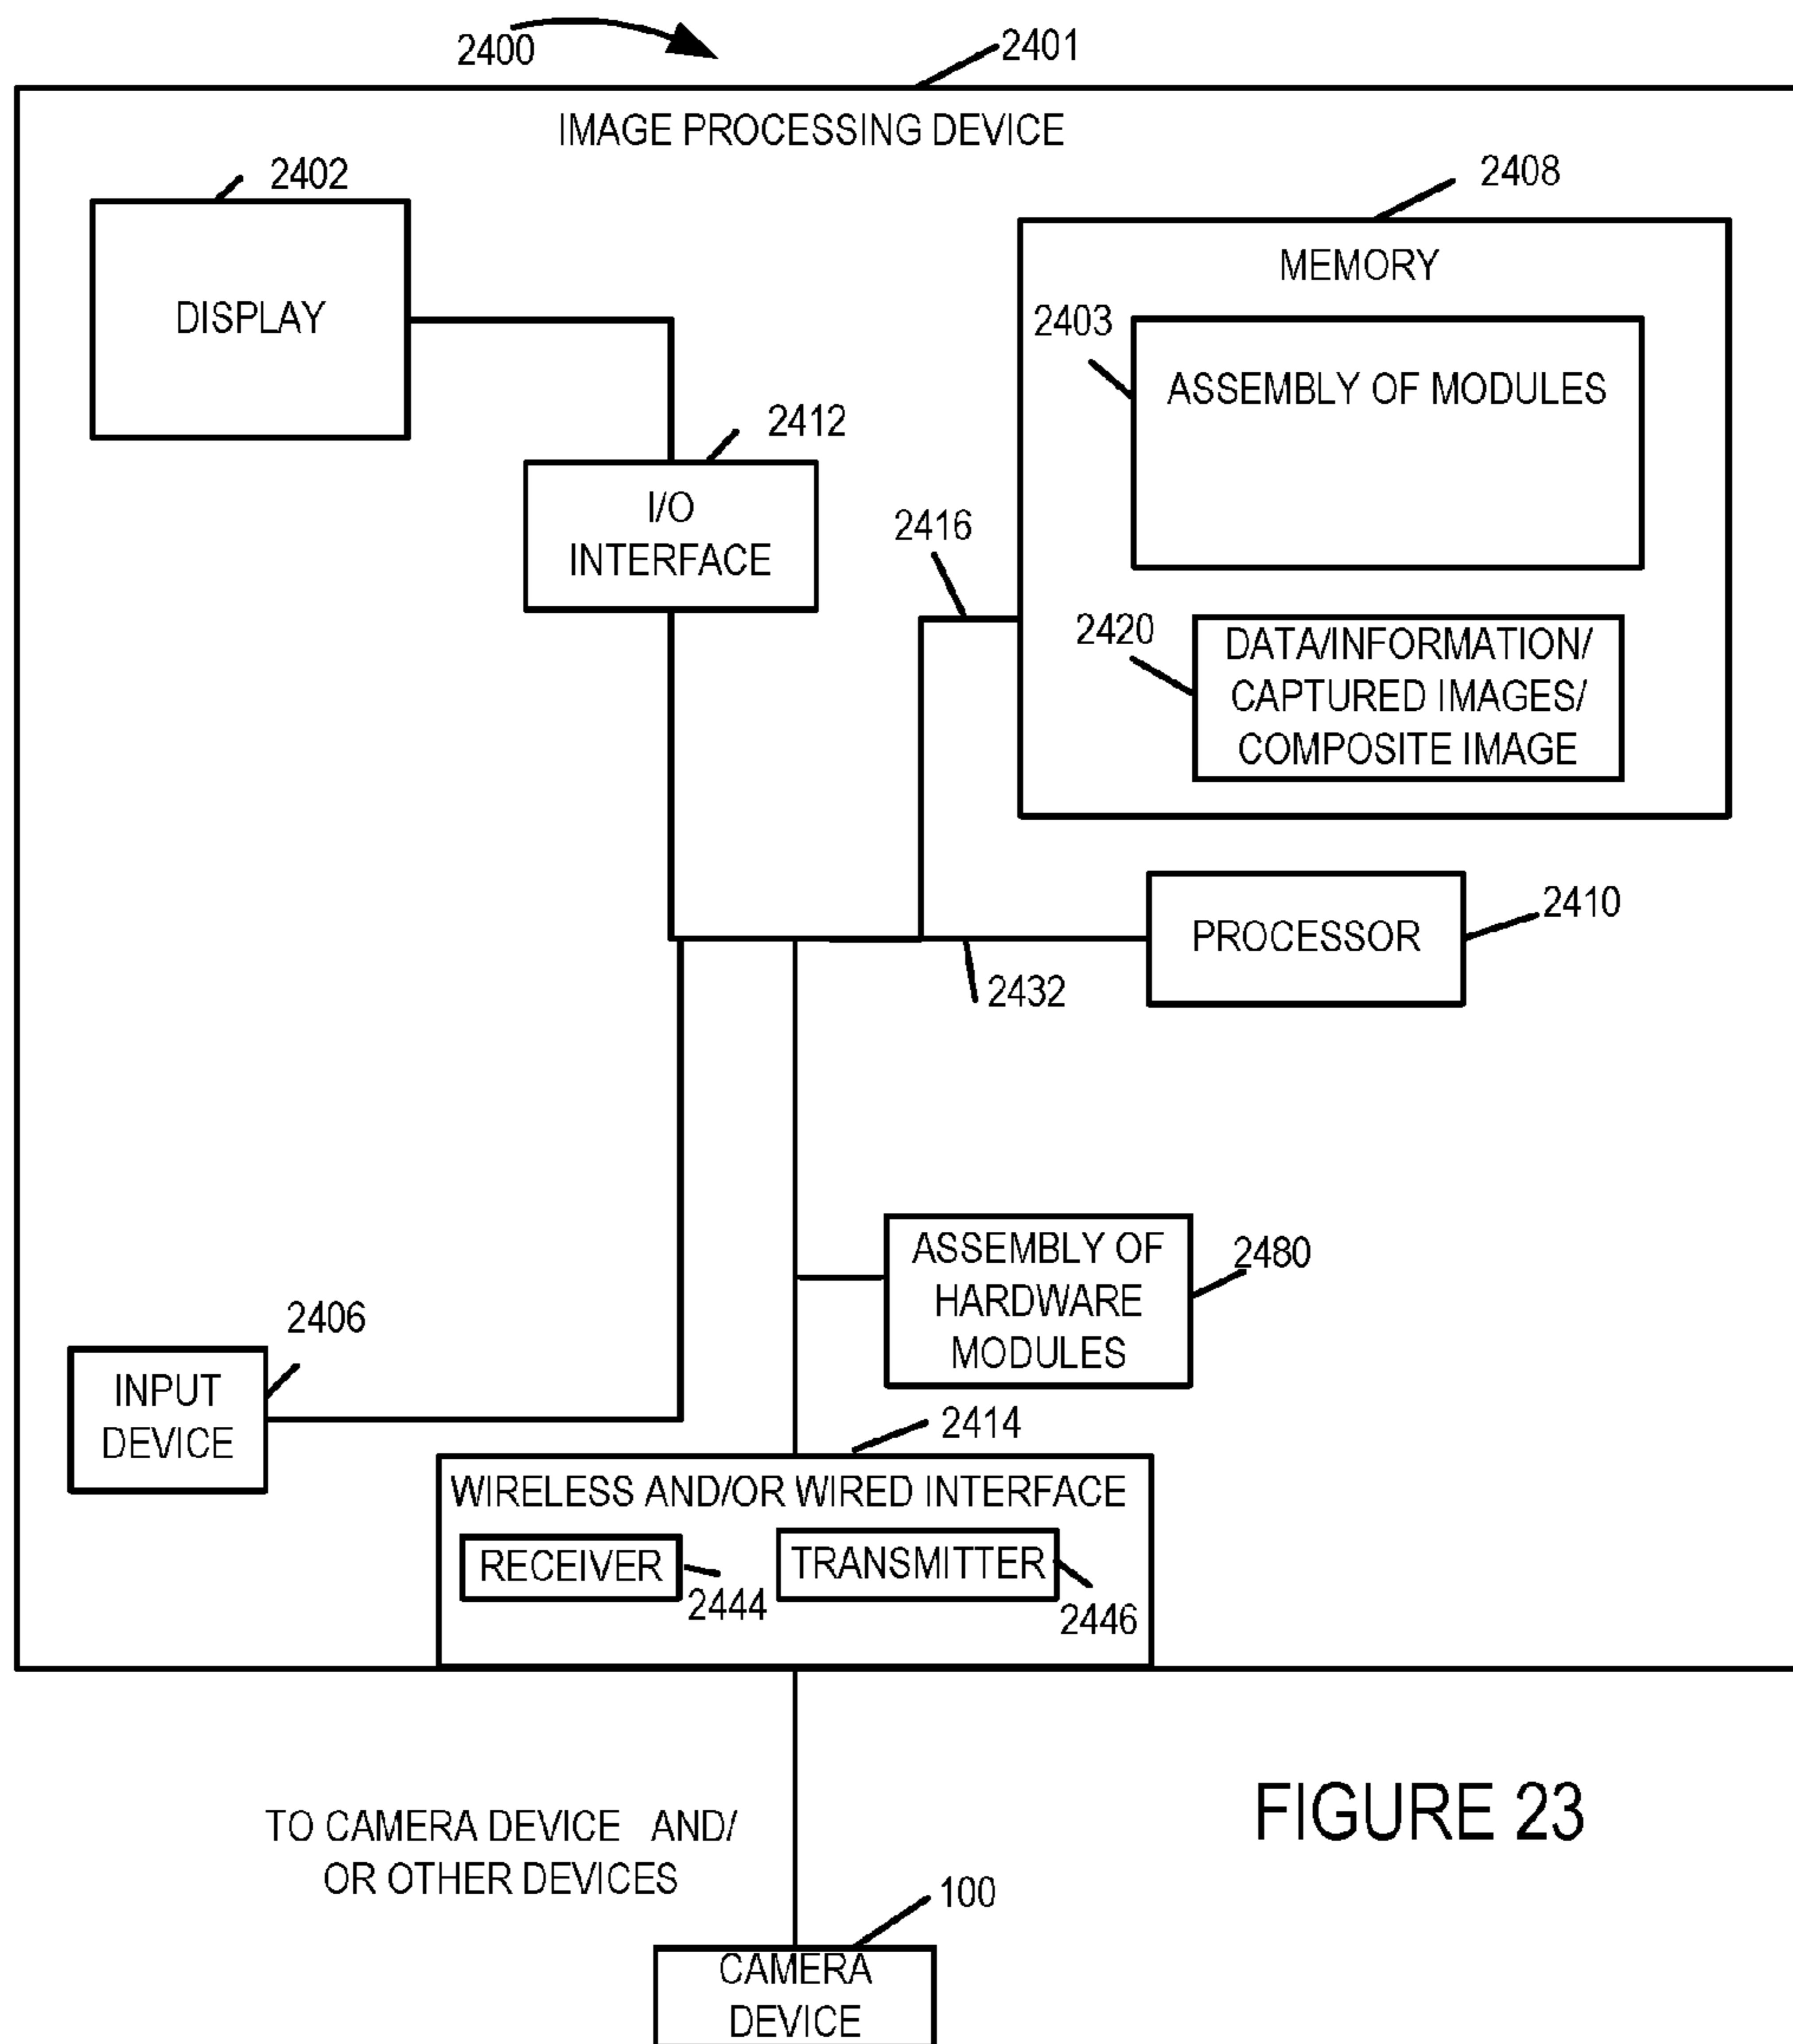 2400
2401
IMAGE PROCESSING DEVICE
2402
2408
DISPLAY
MEMORY
2403
ASSEMBLY OF MODULES
2412
I/O
INTERFACE
2416
2420
DATA/INFORMATION/
CAPTURED IMAGES/
COMPOSITE IMAGE
PROCESSOR
2410
2432
ASSEMBLY OF
HARDWARE
MODULES
2480
2406
INPUT
DEVICE
2414
WIRELESS AND/OR WIRED INTERFACE
RECEIVER
2444
TRANSMITTER
2446
FIGURE 23
TO CAMERA DEVICE AND/
OR OTHER DEVICES
100
CAMERA
DEVICE